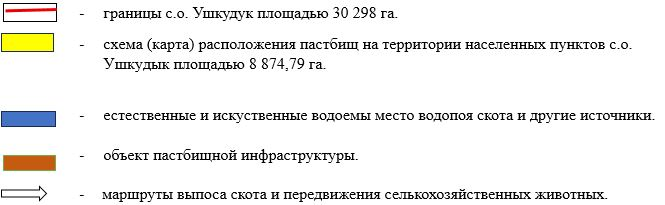 - границы с.о. Ушкудук площадью 30 298 га.
- схема (карта) расположения пастбищ на территории населенных пунктов с.о.
Ушкудык площадью 8 874,79 га.
- естественные и искуственные водоемы место водопоя скота и другие источники.
- объект пастбищной инфраструктуры.
- маршруты выпоса скота и передвижения селькохозяйственных животных.